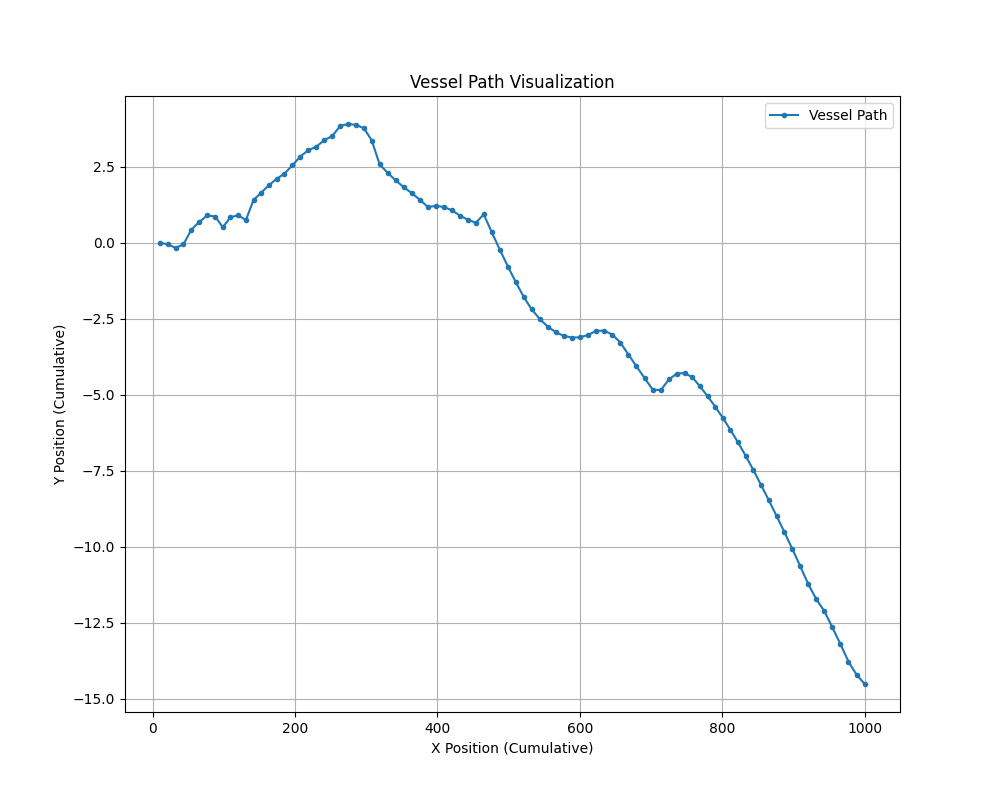 Vessel Path Visualization
Vessel Path
2.5
0.0
−2.5
−5.0
−7.5
−10.0
−12.5
−15.0
Y Position (Cumulative)
0 200 400 600 800 1000
X Position (Cumulative)